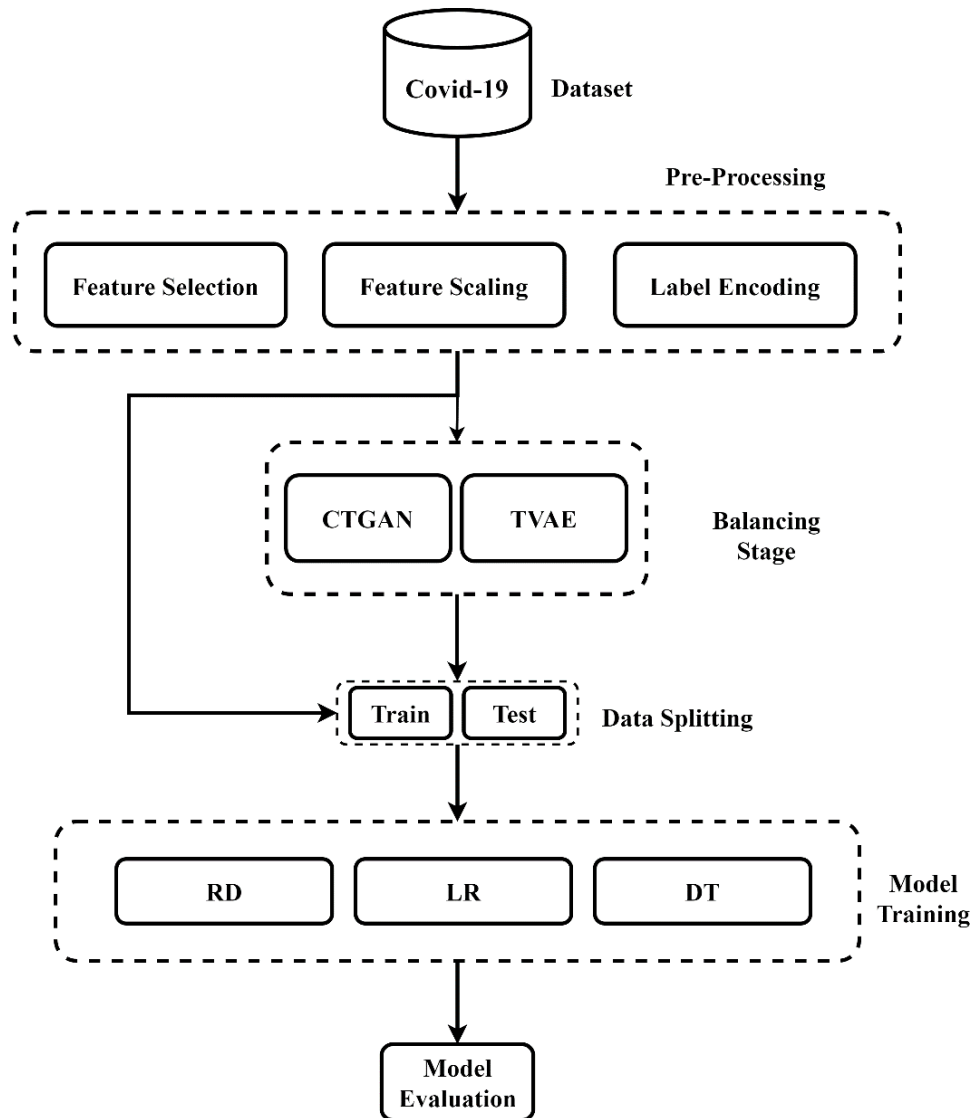 Covid-19
Dataset
Pre-Processing
Feature Selection
Feature Scaling
Label Encoding
CTGAN
TVAE
Balancing
Stage
Train
Test
Data Splitting
RD
LR
DT
Model
Training
Model
Evaluation